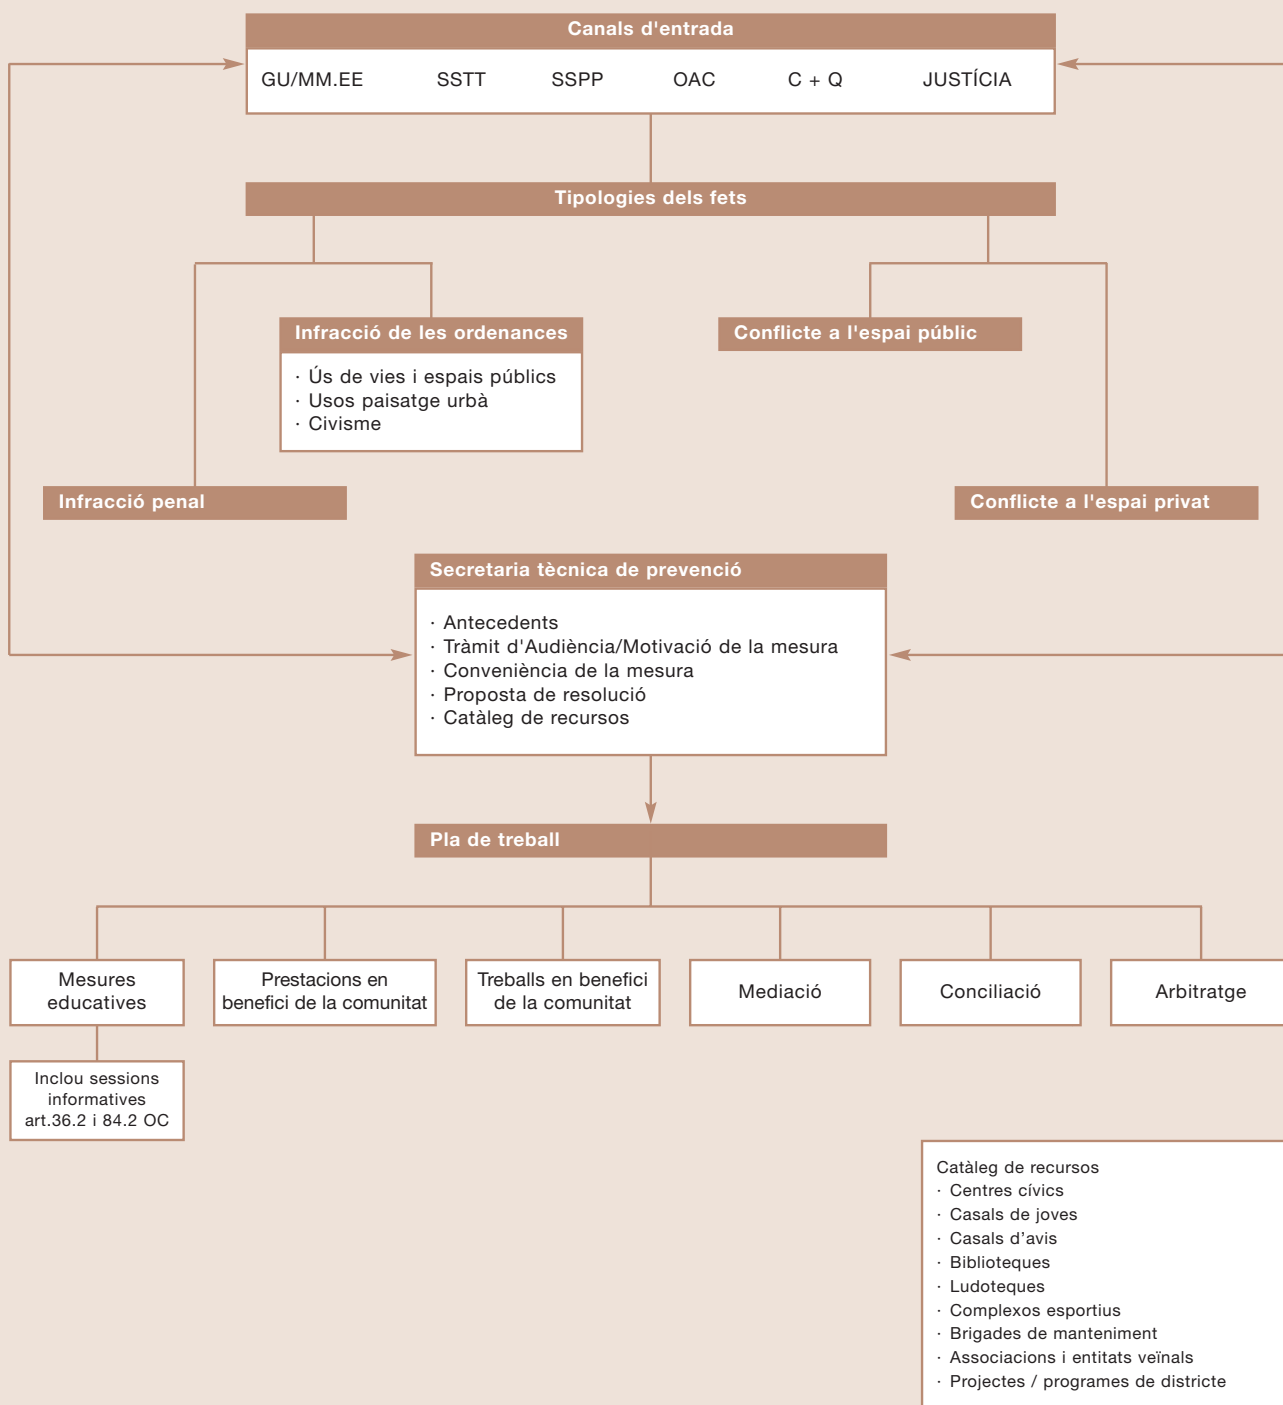 Canals d'entrada
GU/MM.EE SSTT SSPP OAC C + Q JUSTÍCIA
Tipologies dels fets
Infracció de les ordenances
· Ús de vies i espais públics
· Usos paisatge urbà
· Civisme
Conflicte a l'espai públic
Infracció penal
Conflicte a l'espai privat
Secretaria tècnica de prevenció
· Antecedents
· Tràmit d'Audiència/Motivació de la mesura
· Conveniència de la mesura
· Proposta de resolució
· Catàleg de recursos
Pla de treball
Mesures
educatives
Prestacions en
benefici de la comunitat
Treballs en benefici
de la comunitat
Mediació
Conciliació
Arbitratge
Inclou sessions
informatives
art.36.2 i 84.2 OC
Catàleg de recursos
· Centres cívics
· Casals de joves
· Casals d’avis
· Biblioteques
· Ludoteques
· Complexos esportius
· Brigades de manteniment
· Associacions i entitats veïnals
· Projectes / programes de districte